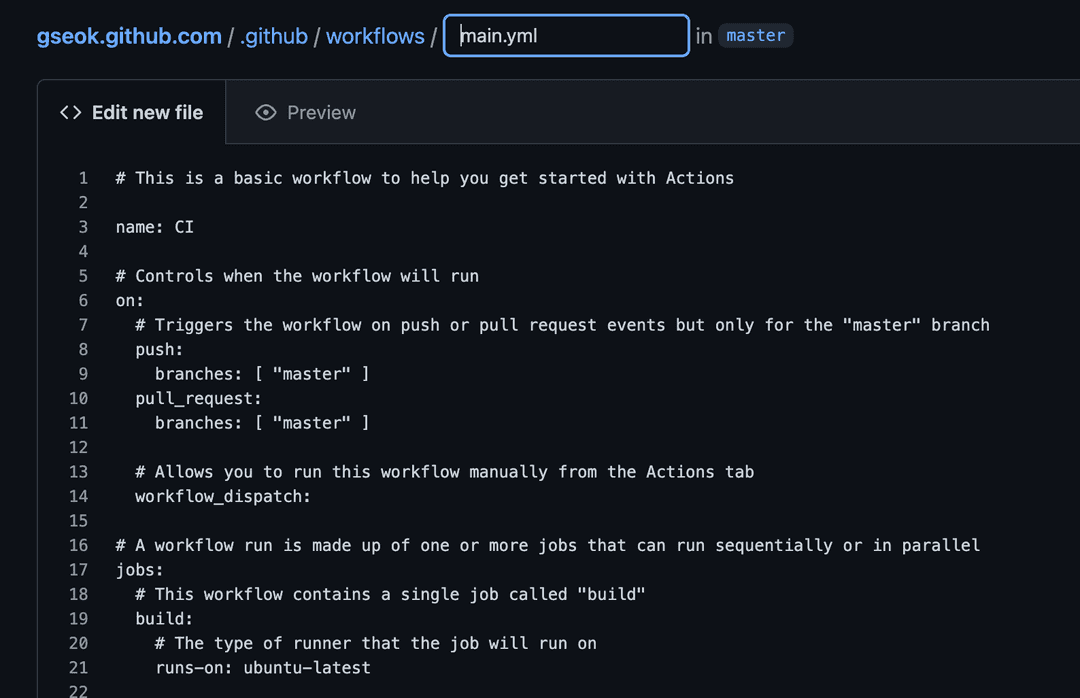 gseok.github.com / .github / workflows / main.yml in master
<> Edit new file Preview
1 # This is a basic workflow to help you get started with Actions
2
3 name: CI
4
5 # Controls when the workflow will run
6 on:
7   # Triggers the workflow on push or pull request events but only for the "master" branch
8   push:
9     branches: [ "master" ]
10   pull_request:
11     branches: [ "master" ]
12
13   # Allows you to run this workflow manually from the Actions tab
14   workflow_dispatch:
15
16 # A workflow run is made up of one or more jobs that can run sequentially or in parallel
17 jobs:
18   # This workflow contains a single job called "build"
19   build:
20     # The type of runner that the job will run on
21     runs-on: ubuntu-latest
22